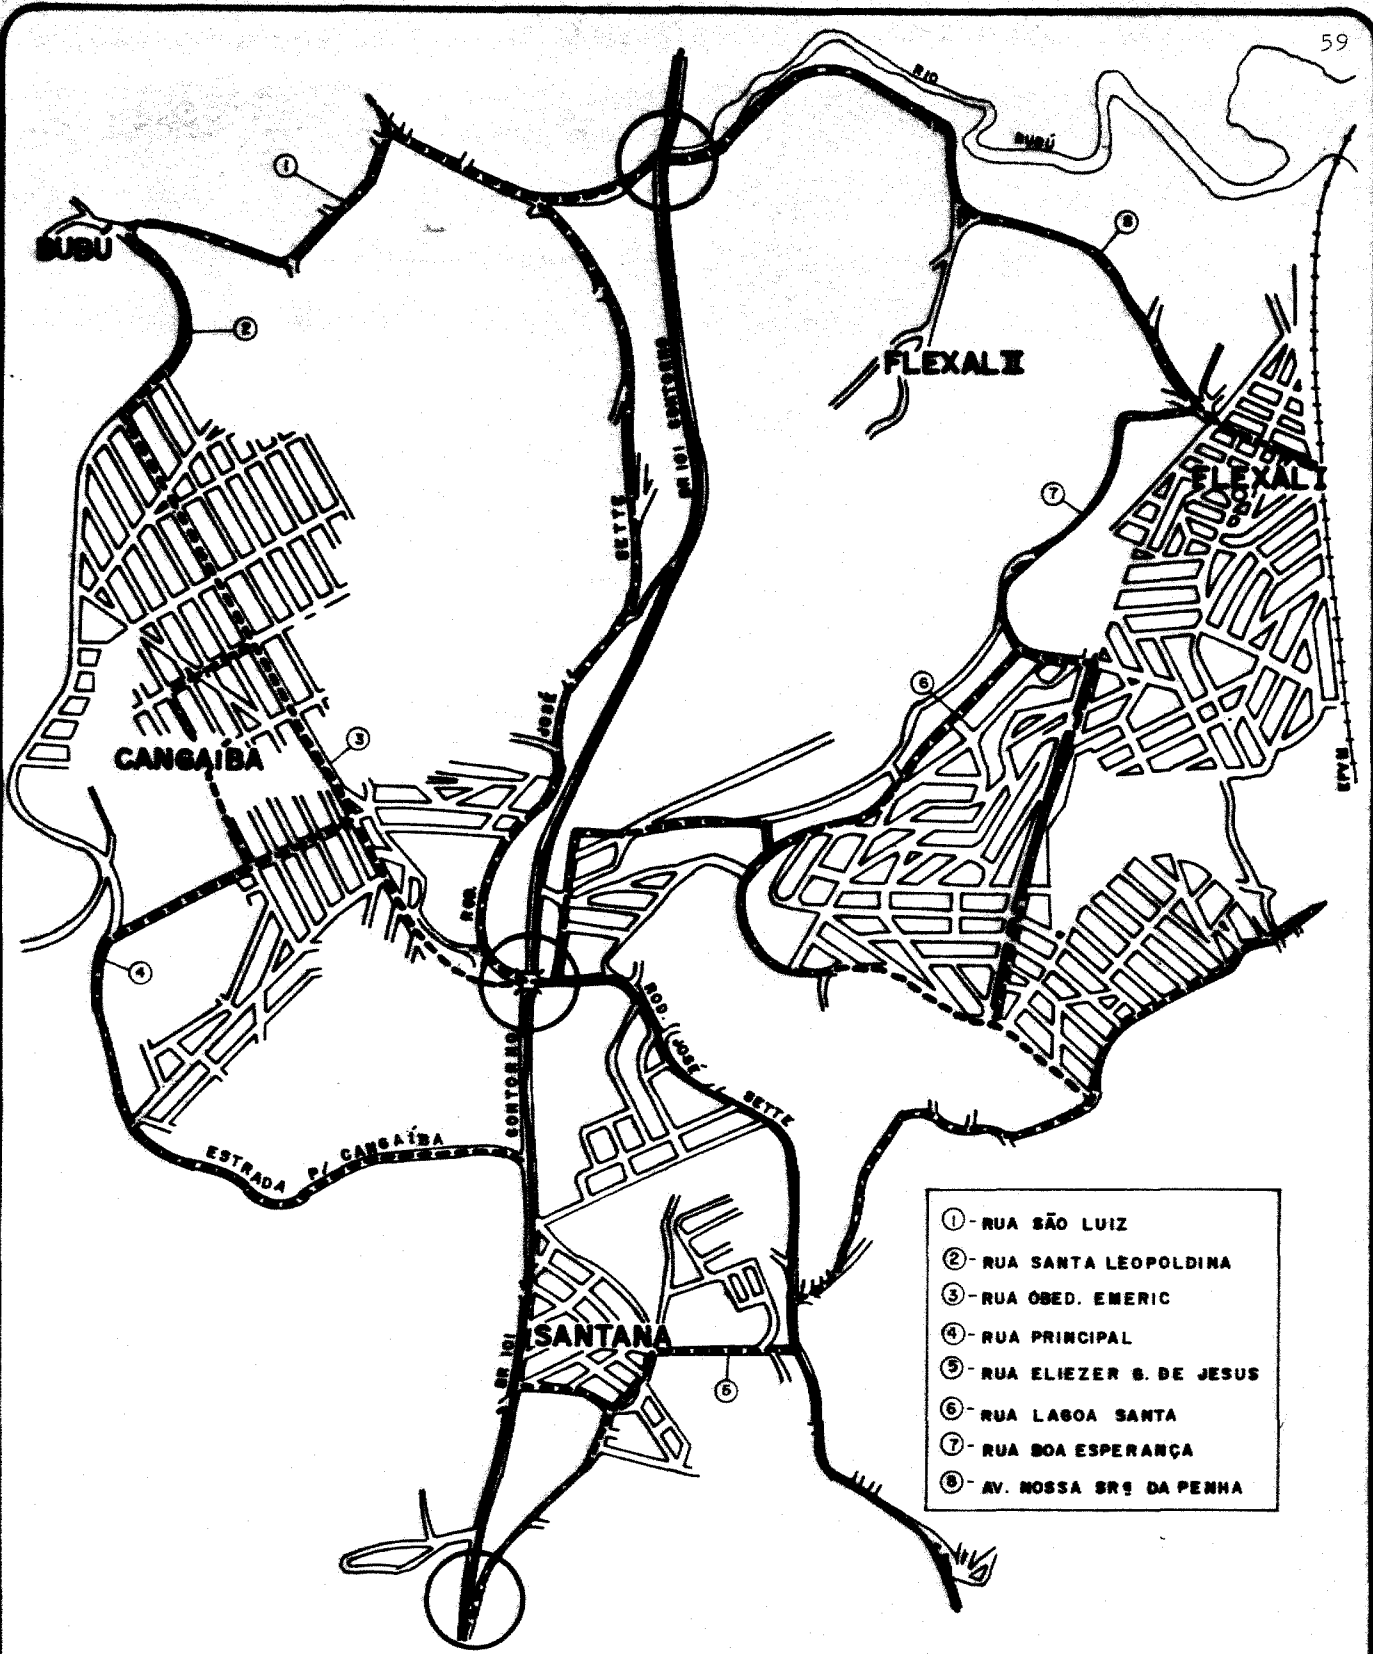 59
RIO
BUBÚ
1
8
BUBÚ
2
CONTORNO
FLEXAL II
BR 101
FLEXAL I
7
SETTE
6
JOSÉ
3
CANGAIBA
ROD.
4
ROD.
JOSÉ
SETTE
CONTORNO
ESTRADA P/ CANGAÍBA
SANTANA
BR 101
5
1 - RUA SÃO LUIZ
2 - RUA SANTA LEOPOLDINA
3 - RUA OBED. EMERIC
4 - RUA PRINCIPAL
5 - RUA ELIEZER B. DE JESUS
6 - RUA LAGOA SANTA
7 - RUA BOA ESPERANÇA
8 - AV. NOSSA SRª DA PENHA